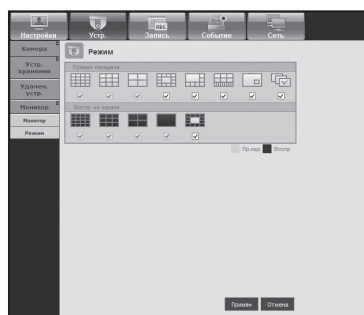 Настройки
Устр.
Запись
Событие
Сеть
REC
Камера
Устр.
хранения
Удален.
устр.
Монитор
Монитор
Режим
Режим
Прямая передача
Воспр. на экране
Пр.пер
Воспр
Примен
Отмена